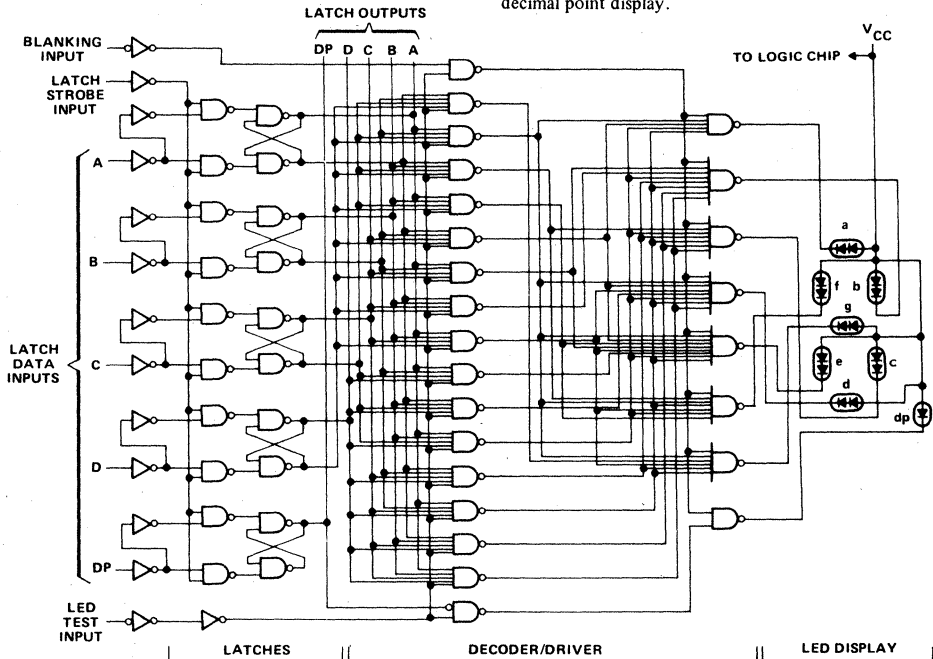 decimal point display.
LATCH OUTPUTS
DP D C B A
BLANKING
INPUT
LATCH
STROBE
INPUT
VCC
TO LOGIC CHIP
A
B
LATCH
DATA
INPUTS
C
D
DP
LED
TEST
INPUT
a
f
b
g
e
c
d
dp
LATCHES
DECODER/DRIVER
LED DISPLAY